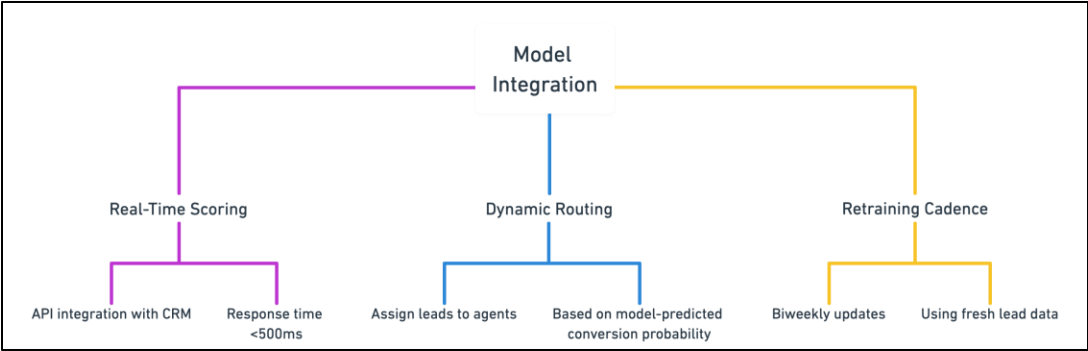 Model
Integration
Real-Time Scoring
Dynamic Routing
Retraining Cadence
API integration with CRM
Response time
<500ms
Assign leads to agents
Based on model-predicted
conversion probability
Biweekly updates
Using fresh lead data